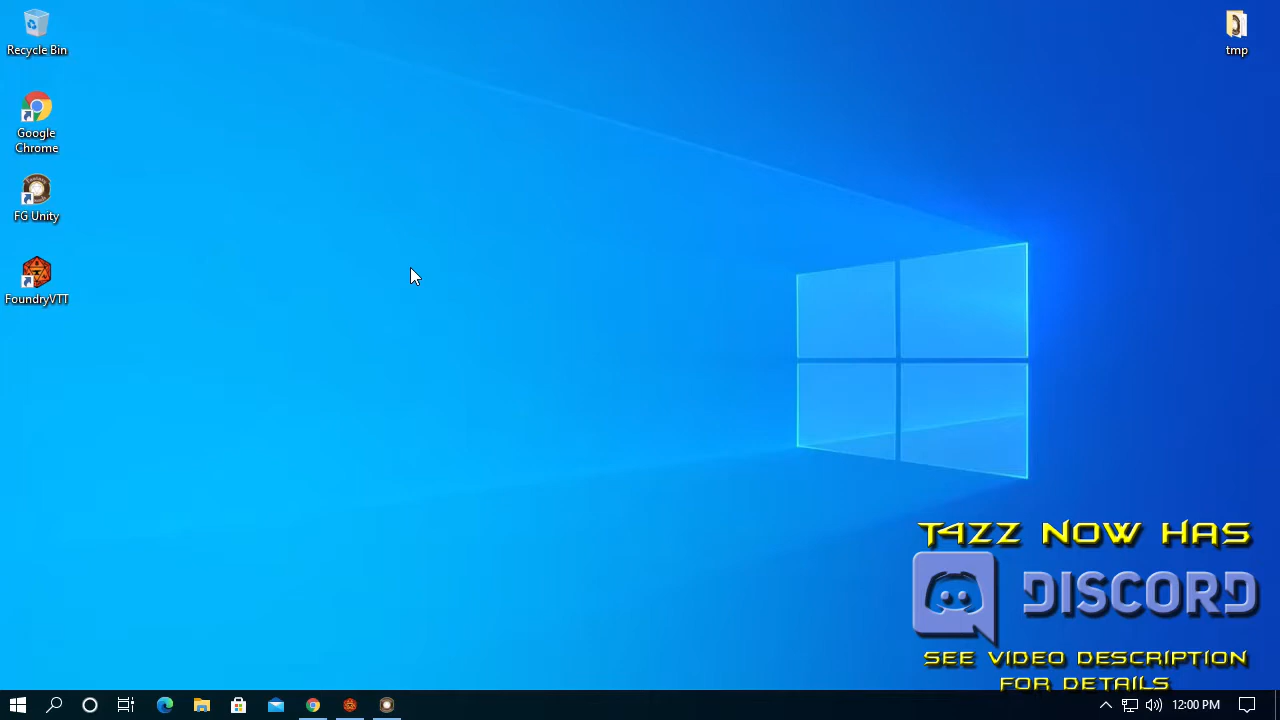 Recycle Bin
tmp
Google
Chrome
FG Unity
FoundryVTT
T4ZZ NOW HAS
DISCORD
SEE VIDEO DESCRIPTION
FOR DETAILS
12:00 PM